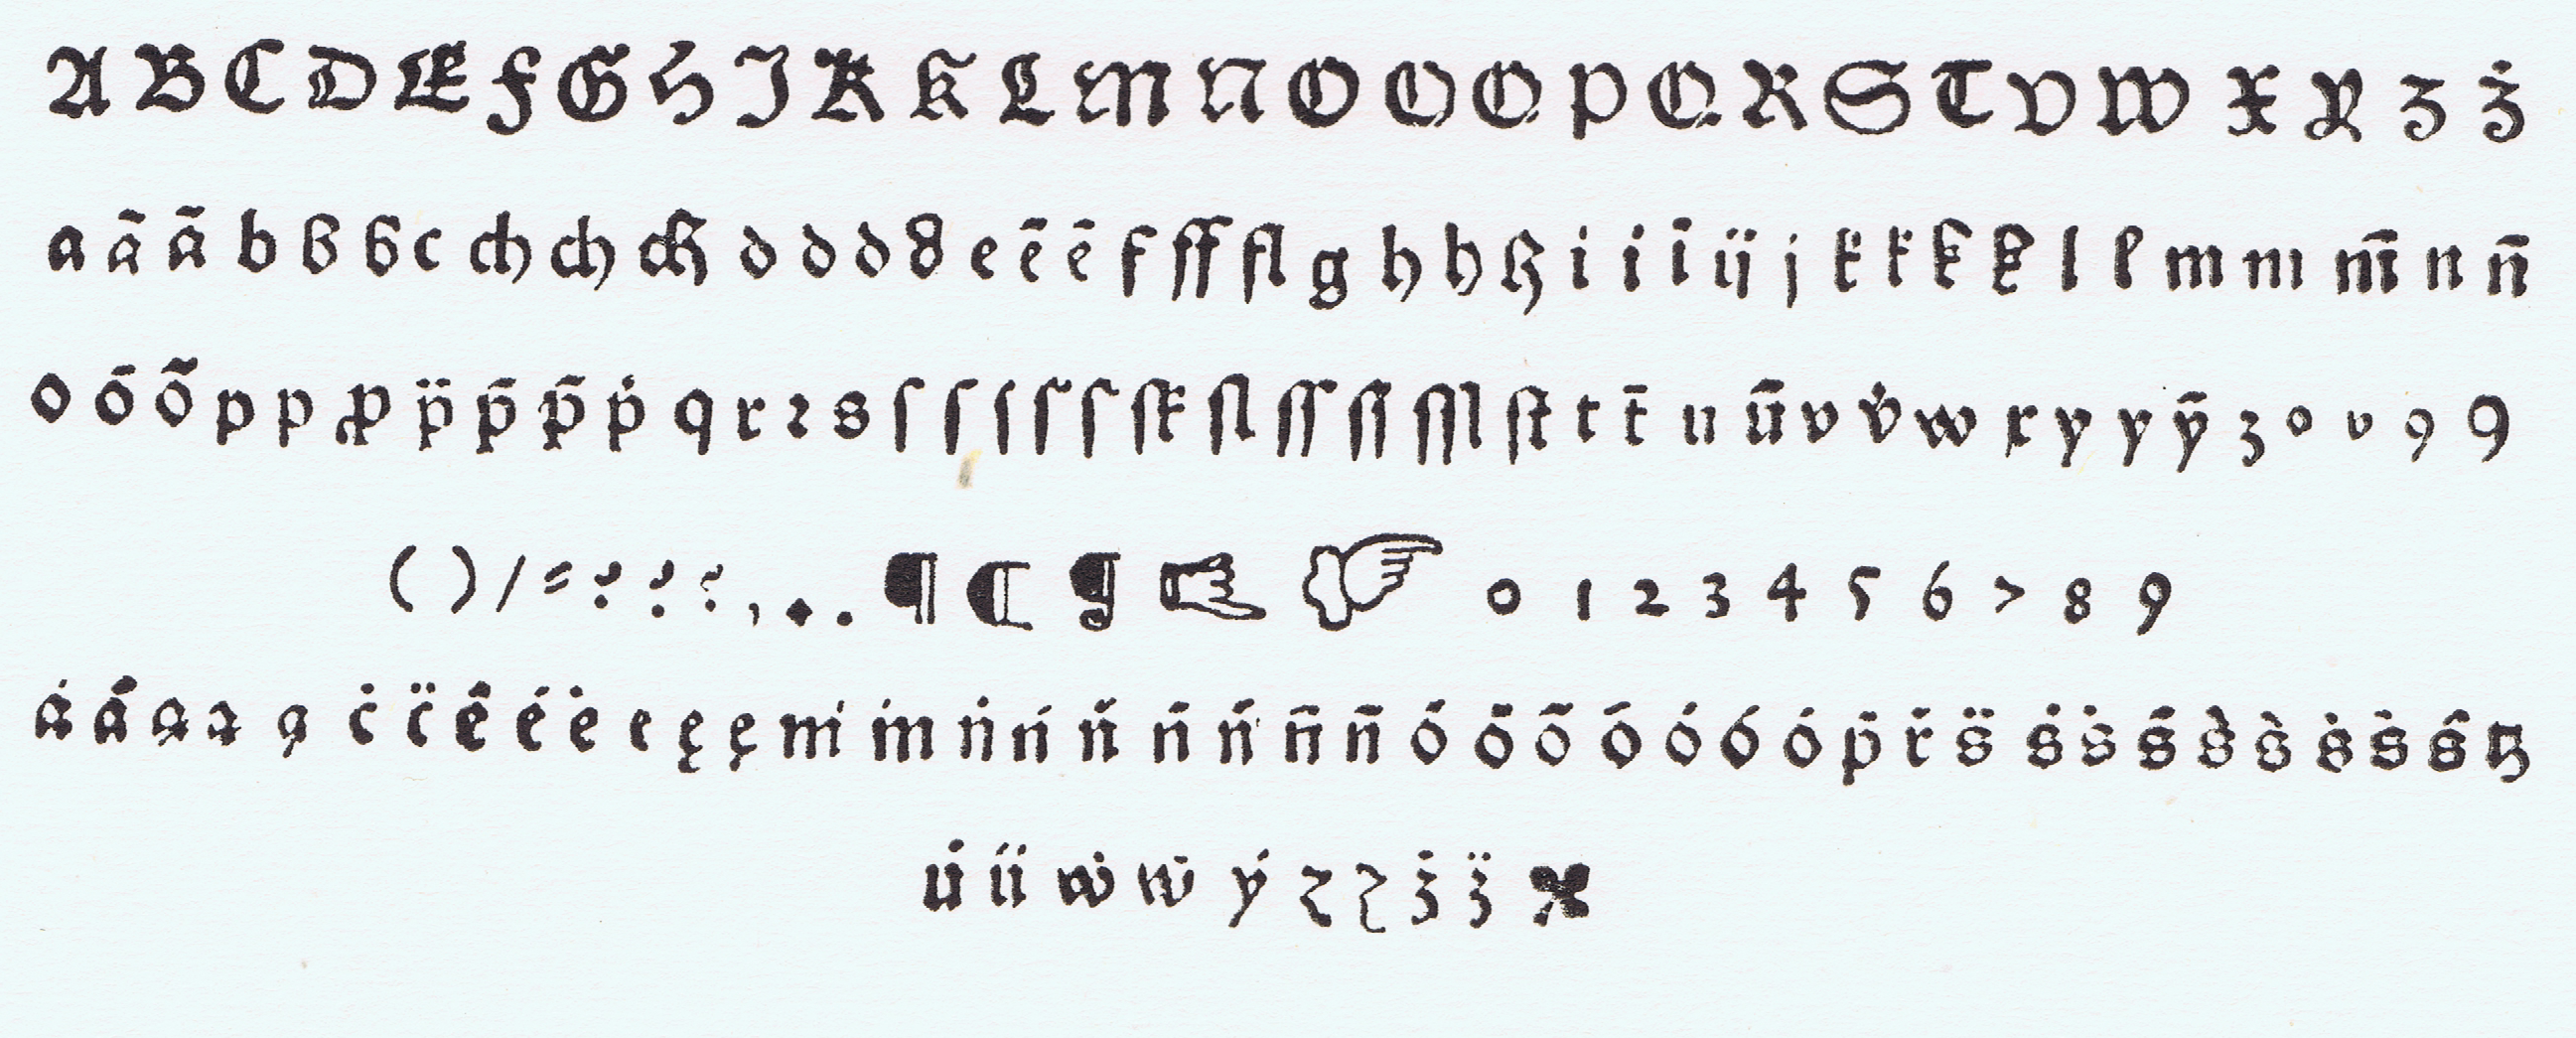 A B C D E F G H I K K L M N O O O P Q R S T V W X Y Z Ż
a ã ã b b b c ch ch ck d d d d e ē ē f ff fl g h h i i ī ij j k k k k l l m m m̄ n n̄
o ō õ p p p p̈ p̄ p̄ ṗ q r ꝛ s ſ ſ ſ ſ ſ ſk ſl ſſ ſi ſſl ſt t t̄ u ū v v̇ w x y y ȳ z o v 9 9
( ) / = : : : , . . ¶ ¶ ¶ ☞ ☞ 0 1 2 3 4 5 6 7 8 9
á ấ ą ą ą ċ c̈ ê é ė e ę ę ḿ ḿ ṅ ń ń ń ń n̄ n̄ ó ő õ ō ó ó ó p̄ ŕ s̈ ṡ ṡ ś s̀ s̀ ṡ ṡ ŝ
ú ű ẇ ẇ ý ꝛ ꝛ ż z̈